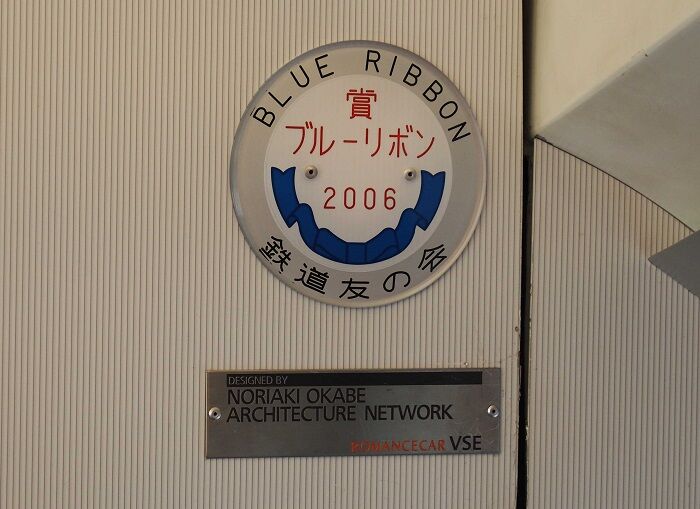 BLUE RIBBON
賞
ブルーリボン
2006
鉄道友の会
DESIGNED BY
NORIAKI OKABE
ARCHITECTURE NETWORK
ROMANCECAR VSE